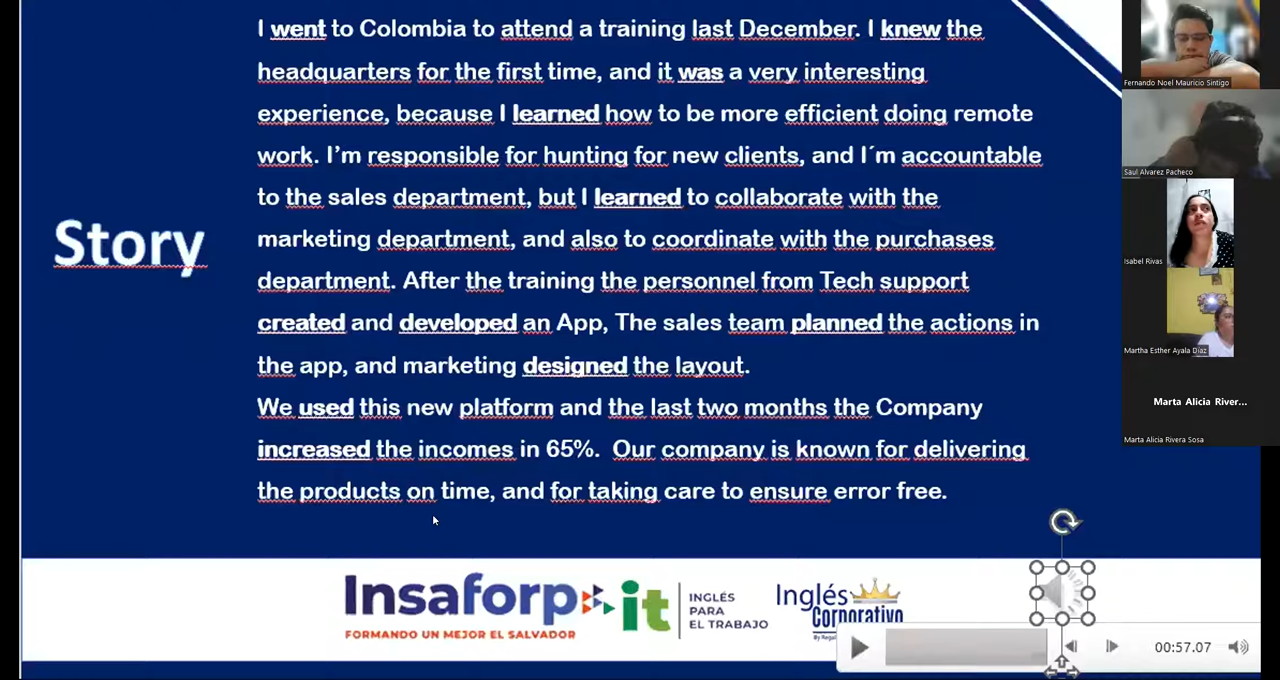 I went to Colombia to attend a training last December. I knew the
headquarters for the first time, and it was a very interesting
experience, because I learned how to be more efficient doing remote
work. I’m responsible for hunting for new clients, and I´m accountable
to the sales department, but I learned to collaborate with the
marketing department, and also to coordinate with the purchases
department. After the training the personnel from Tech support
created and developed an App, The sales team planned the actions in
the app, and marketing designed the layout.
We used this new platform and the last two months the Company
increased the incomes in 65%. Our company is known for delivering
the products on time, and for taking care to ensure error free.
Story
Insaforp
FORMANDO UN MEJOR EL SALVADOR
it
INGLÉS
PARA
EL TRABAJO
Inglés
Corporativo
00:57.07
Fernando Noel Mauricio Sintigo
Saul Alvarez Pacheco
Isabel Rivas
Martha Esther Ayala Díaz
Marta Alicia River...
Marta Alicia Rivera Sosa